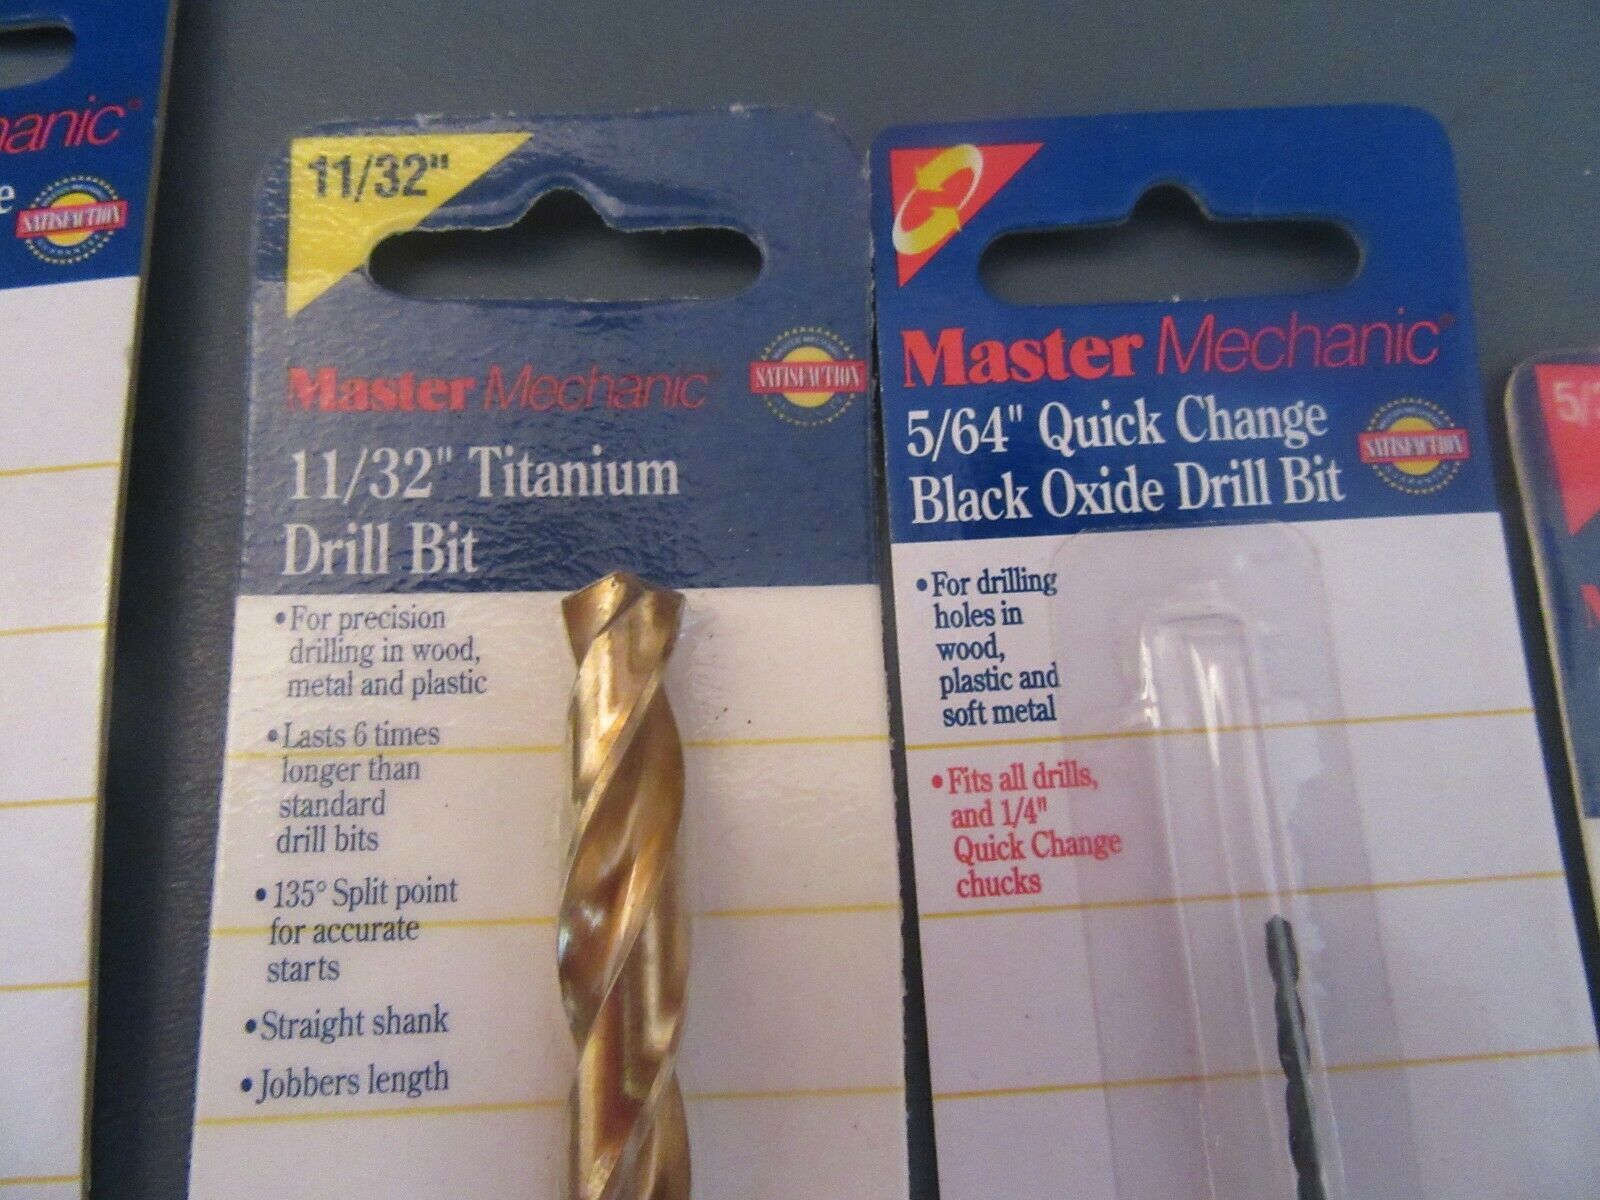 SATISFACTION
11/32"
Master Mechanic
SATISFACTION
11/32" Titanium
Drill Bit
•For precision
drilling in wood,
metal and plastic
•Lasts 6 times
longer than
standard
drill bits
•135° Split point
for accurate
starts
•Straight shank
•Jobbers length
Master Mechanic®
5/64" Quick Change
Black Oxide Drill Bit
SATISFACTION
•For drilling
holes in
wood,
plastic and
soft metal
•Fits all drills,
and 1/4"
Quick Change
chucks